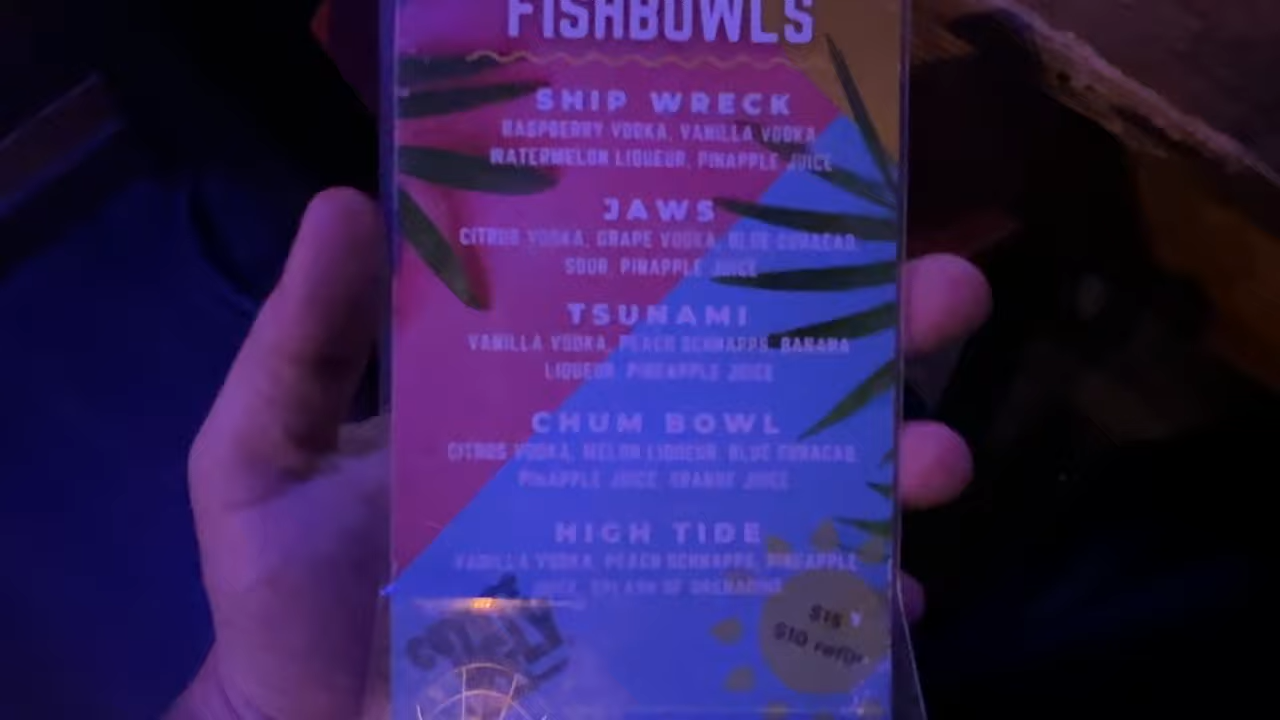 FISHBOWLS
SHIP WRECK
RASPBERRY VODKA, VANILLA VODKA
WATERMELON LIQUEUR, PINAPPLE JUICE
JAWS
CITRUS VODKA, GRAPE VODKA, BLUE CURACAO,
SOUR, PINAPPLE JUICE
TSUNAMI
VANILLA VODKA, PEACH SCHNAPPS, BANANA
LIQUEUR, PINEAPPLE JUICE
CHUM BOWL
CITRUS VODKA, MELON LIQUEUR, BLUE CURACAO,
PINAPPLE JUICE, ORANGE JUICE
HIGH TIDE
VANILLA VODKA, PEACH SCHNAPPS, PINEAPPLE
JUICE, SPLASH OF GRENADINE
$15
$10 refill